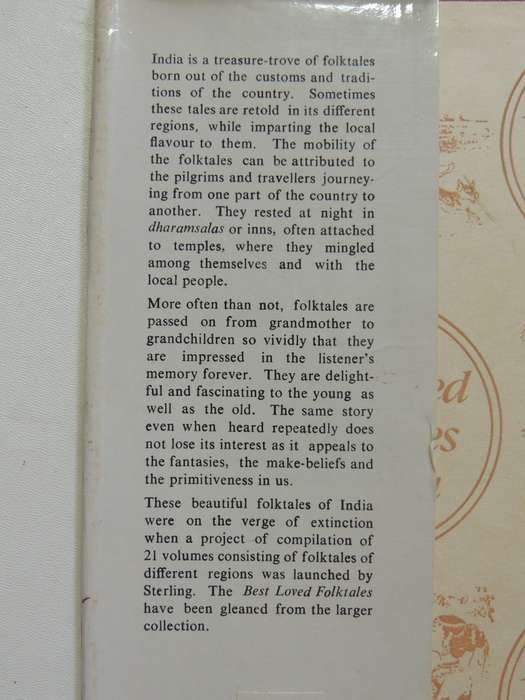 India is a treasure-trove of folktales
born out of the customs and tradi-
tions of the country. Sometimes
these tales are retold in its different
regions, while imparting the local
flavour to them. The mobility of
the folktales can be attributed to
the pilgrims and travellers journey-
ing from one part of the country to
another. They rested at night in
dharamsalas or inns, often attached
to temples, where they mingled
among themselves and with the
local people.
More often than not, folktales are
passed on from grandmother to
grandchildren so vividly that they
are impressed in the listener's
memory forever. They are delight-
ful and fascinating to the young as
well as the old. The same story
even when heard repeatedly does
not lose its interest as it appeals to
the fantasies, the make-beliefs and
the primitiveness in us.
These beautiful folktales of India
were on the verge of extinction
when a project of compilation of
21 volumes consisting of folktales of
different regions was launched by
Sterling. The Best Loved Folktales
have been gleaned from the larger
collection.